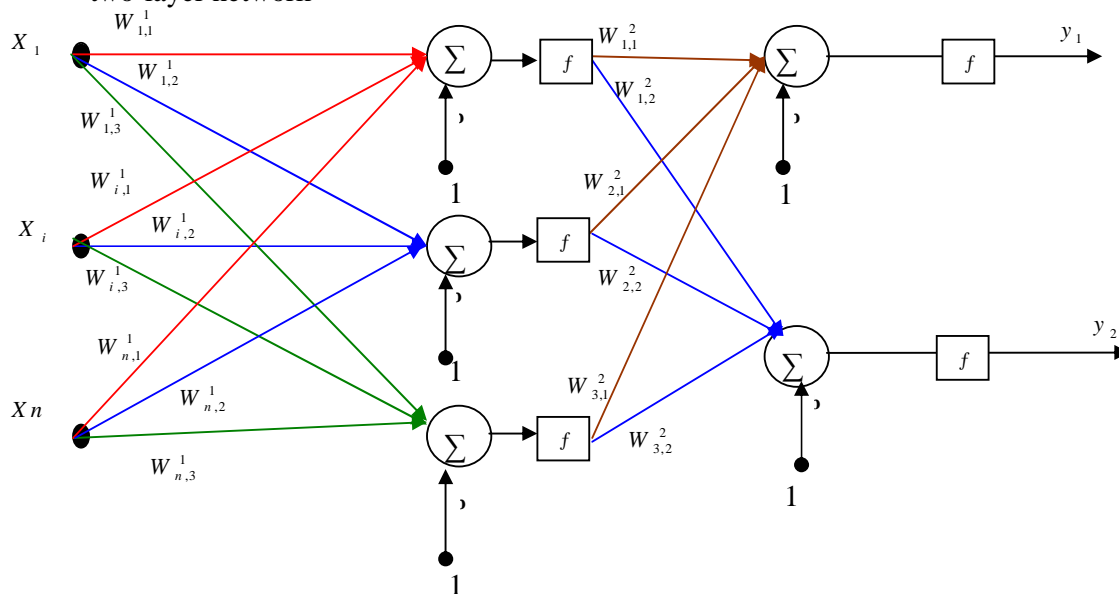 two-layer network
W 1,1 1
X 1
W 1,2 1
W 1,3 1
Σ
f
W 1,1 2
W 1,2 2
Σ
f
y 1
1
1
W i,1 1
X i
W i,2 1
W i,3 1
Σ
f
W 2,1 2
W 2,2 2
1
Σ
f
y 2
1
W n,1 1
X n
W n,2 1
W n,3 1
Σ
f
W 3,1 2
W 3,2 2
1